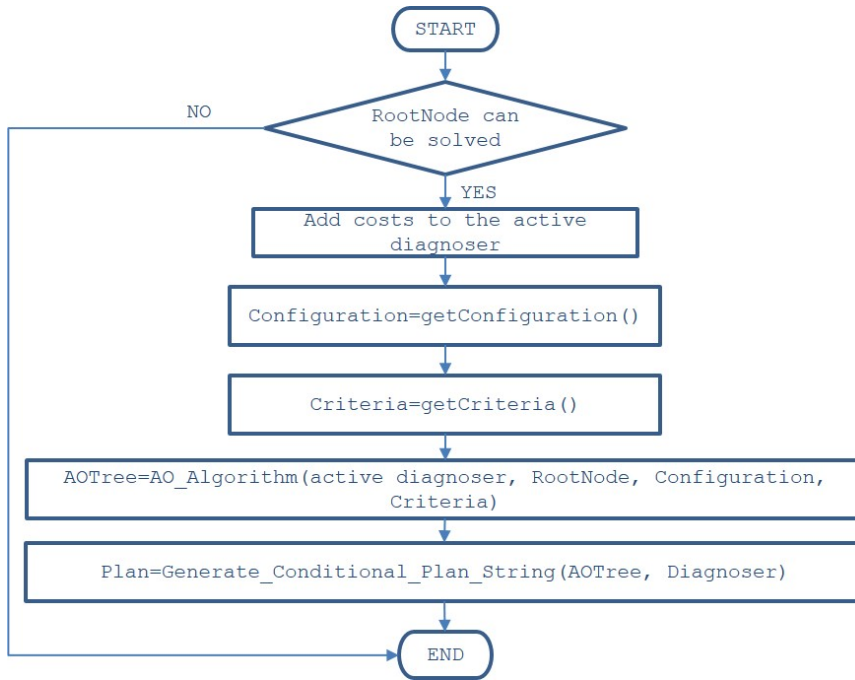 START
NO
RootNode can
be solved
YES
Add costs to the active
diagnoser
Configuration=getConfiguration()
Criteria=getCriteria()
AOTree=AO_Algorithm(active diagnoser, RootNode, Configuration,
Criteria)
Plan=Generate_Conditional_Plan_String(AOTree, Diagnoser)
END